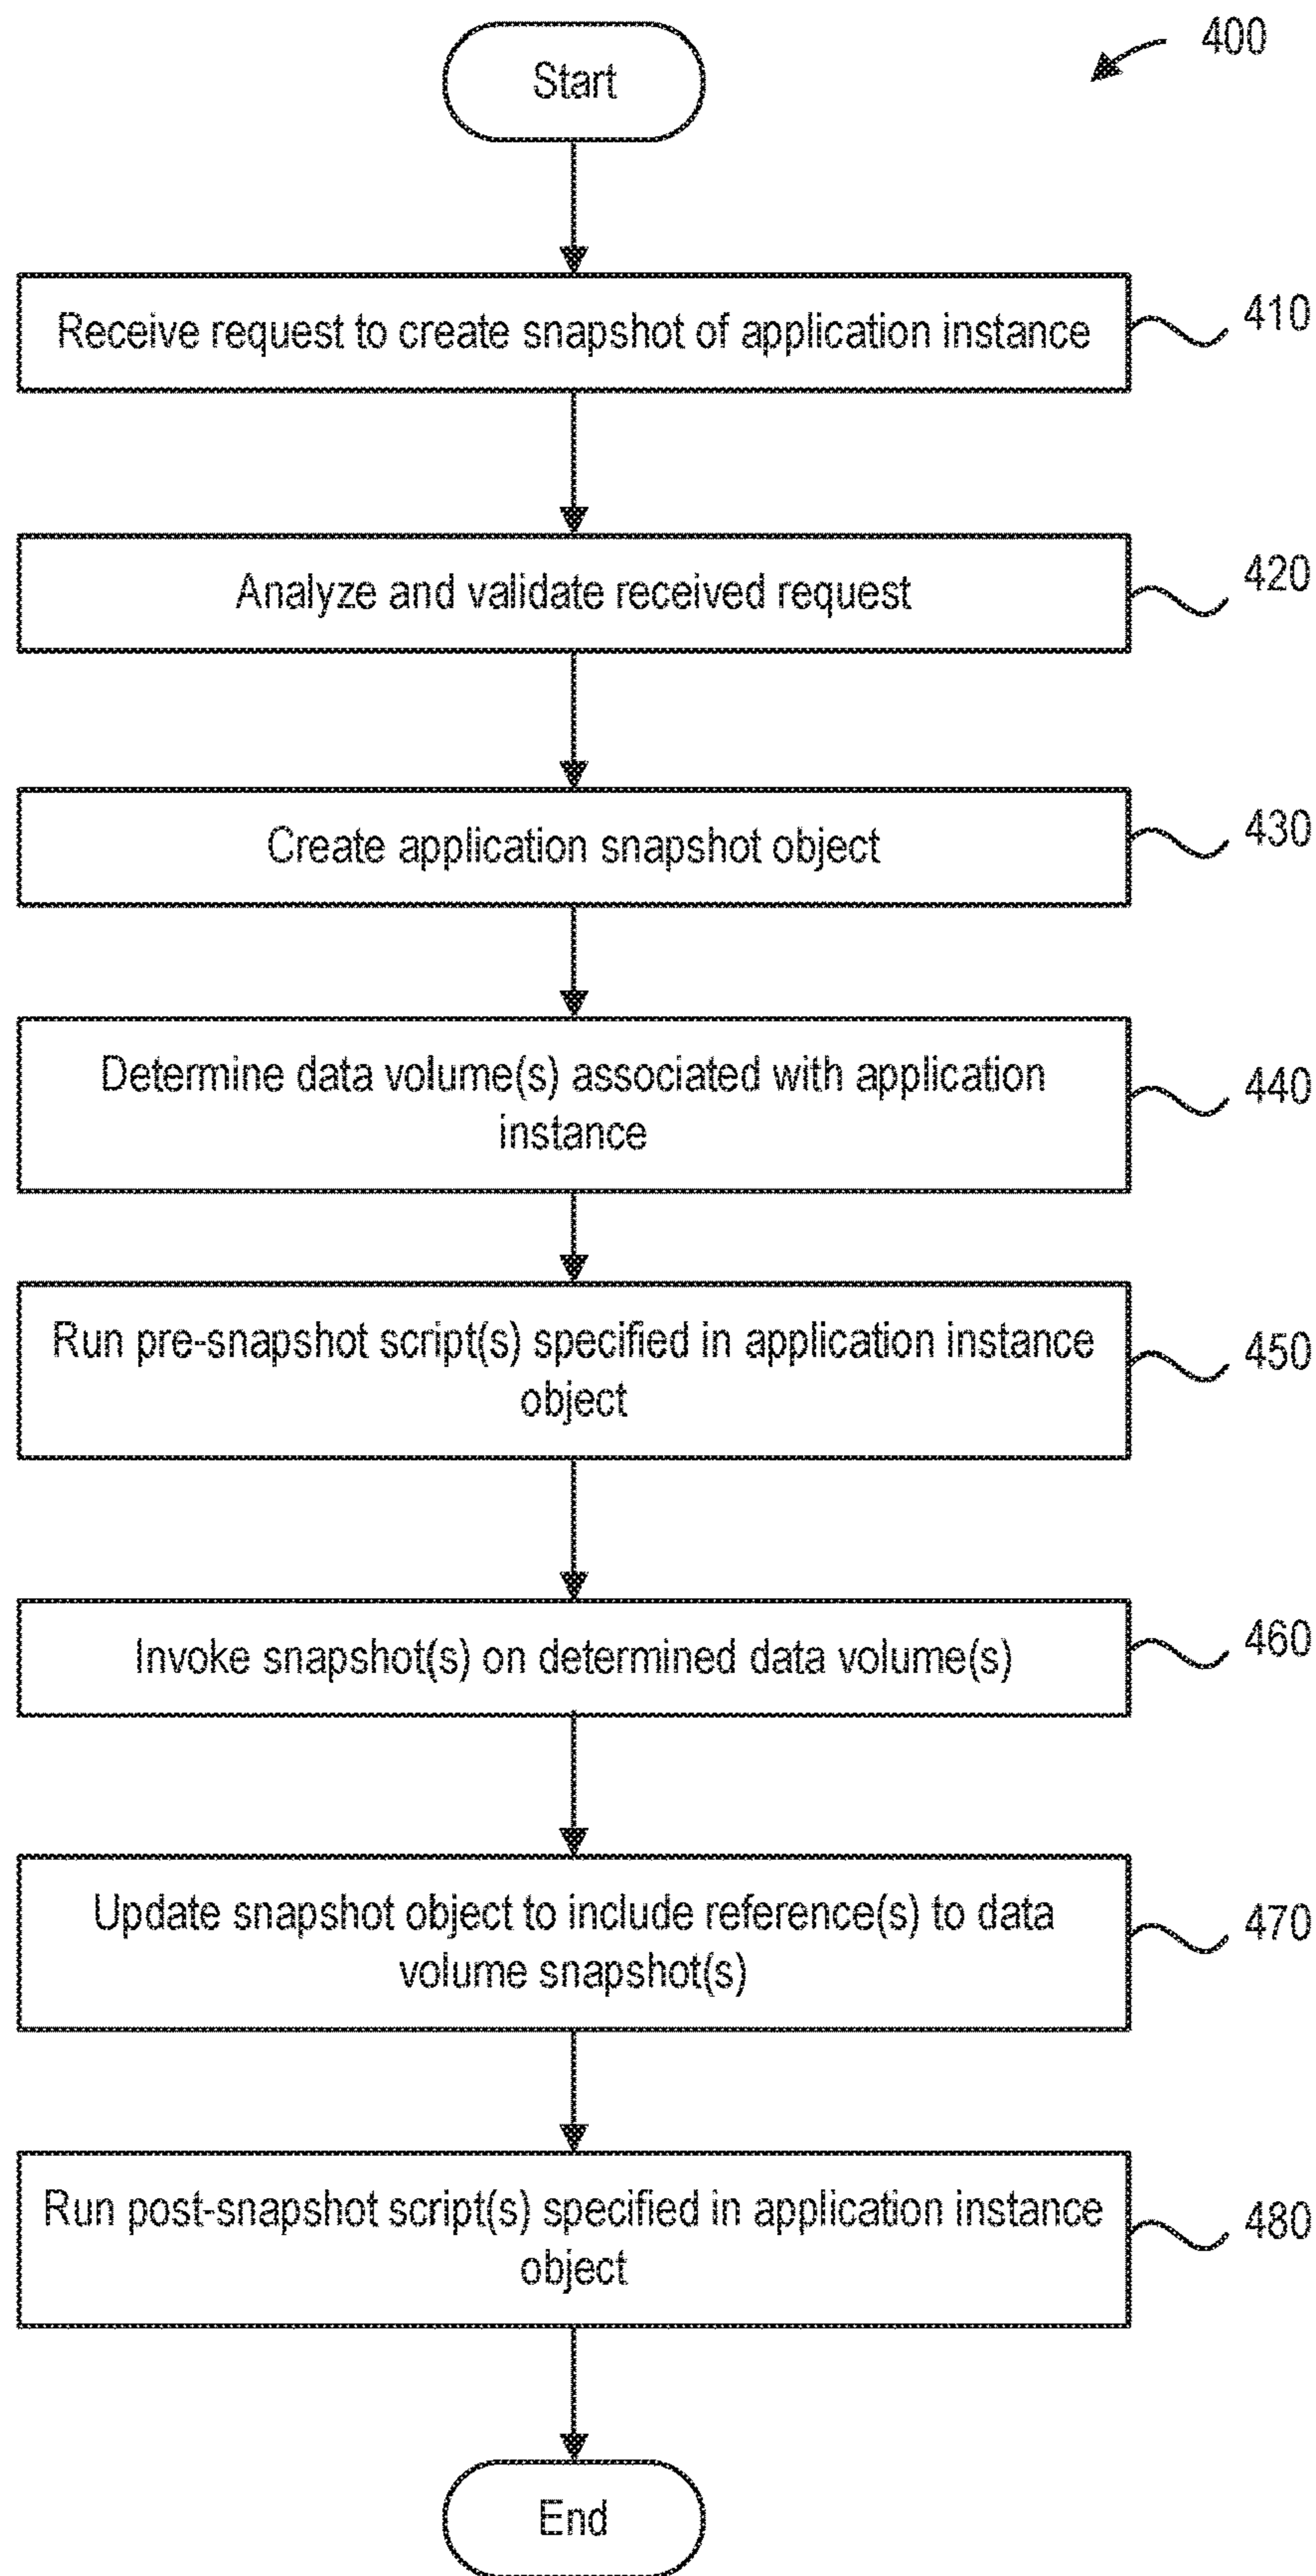 400
Start
Receive request to create snapshot of application instance
410
Analyze and validate received request
420
Create application snapshot object
430
Determine data volume(s) associated with application
instance
440
Run pre-snapshot script(s) specified in application instance
object
450
Invoke snapshot(s) on determined data volume(s)
460
Update snapshot object to include reference(s) to data
volume snapshot(s)
470
Run post-snapshot script(s) specified in application instance
object
480
End